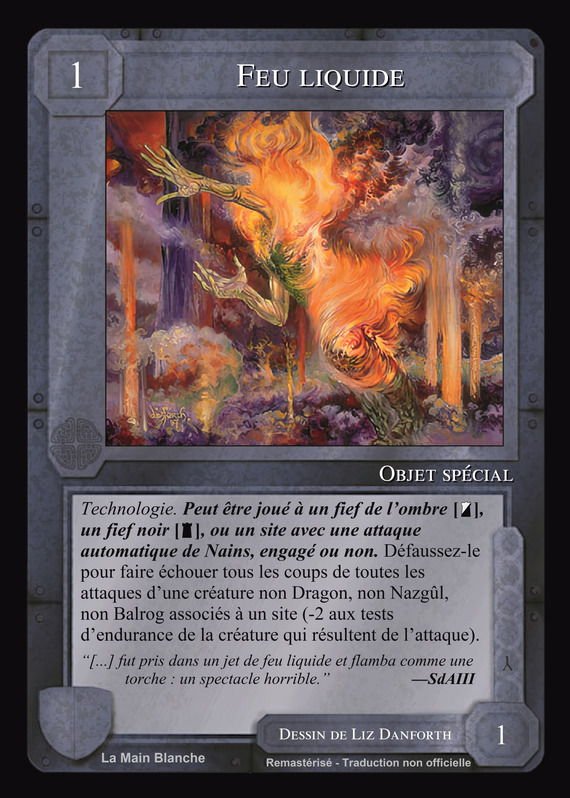 1
FEU LIQUIDE
OBJET SPÉCIAL
Technologie. Peut être joué à un fief de l’ombre [ ],
un fief noir [ ], ou un site avec une attaque
automatique de Nains, engagé ou non. Défaussez-le
pour faire échouer tous les coups de toutes les
attaques d’une créature non Dragon, non Nazgûl,
non Balrog associés à un site (-2 aux tests
d’endurance de la créature qui résultent de l’attaque).
“[...] fut pris dans un jet de feu liquide et flamba comme une
torche : un spectacle horrible.” —SdAIII
DESSIN DE LIZ DANFORTH
1
La Main Blanche
Remastérisé - Traduction non officielle